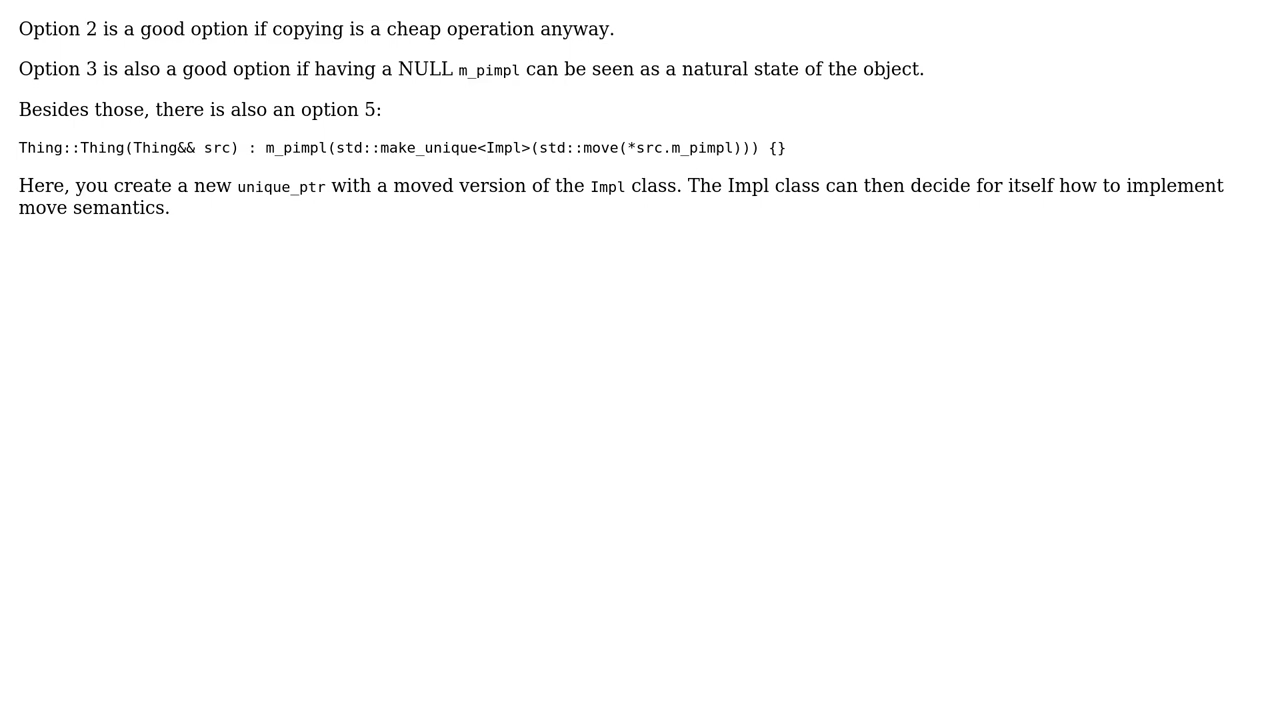 Option 2 is a good option if copying is a cheap operation anyway.
Option 3 is also a good option if having a NULL m_pimpl can be seen as a natural state of the object.
Besides those, there is also an option 5:
Thing::Thing(Thing&& src) : m_pimpl(std::make_unique<Impl>(std::move(*src.m_pimpl))) {}
Here, you create a new unique_ptr with a moved version of the Impl class. The Impl class can then decide for itself how to implement
move semantics.